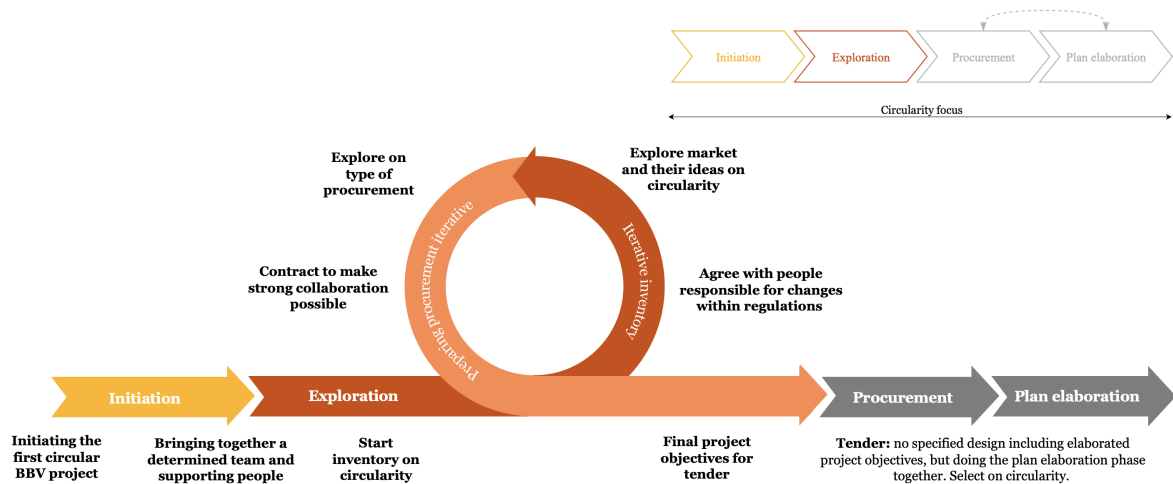 Initiation
Exploration
Procurement
Plan elaboration
Circularity focus
Explore on
type of
procurement
Explore market
and their ideas on
circularity
Preparing procurement iterative
Iterative inventory
Contract to make
strong collaboration
possible
Agree with people
responsible for changes
within regulations
Initiation
Exploration
Procurement
Plan elaboration
Initiating the
first circular
BBV project
Bringing together a
determined team and
supporting people
Start
inventory on
circularity
Final project
objectives for
tender
Tender: no specified design including elaborated
project objectives, but doing the plan elaboration phase
together. Select on circularity.